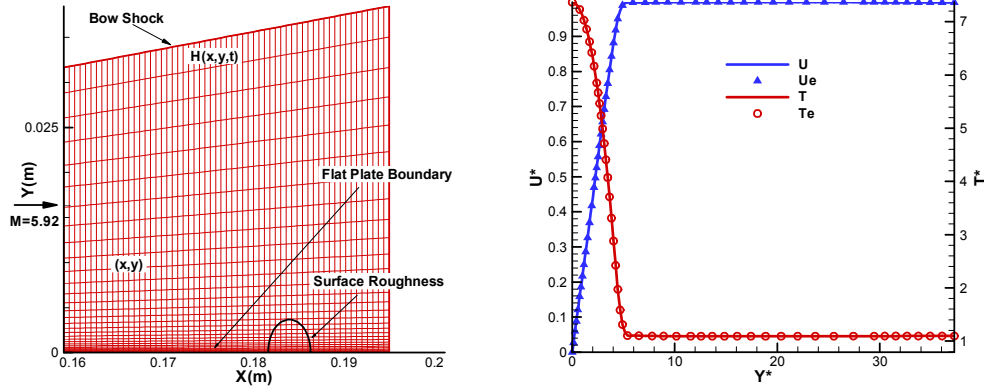 Bow Shock
H(x,y,t)
0.025
Y(m)
Flat Plate Boundary
M=5.92
(x,y)
Surface Roughness
0
0.16
0.17
0.18
0.19
0.2
X(m)
0.9
0.8
0.7
0.6
0.5
0.4
0.3
0.2
0.1
0
U*
U
Ue
T
Te
7
6
5
4
3
2
1
T*
0
10
20
30
Y*